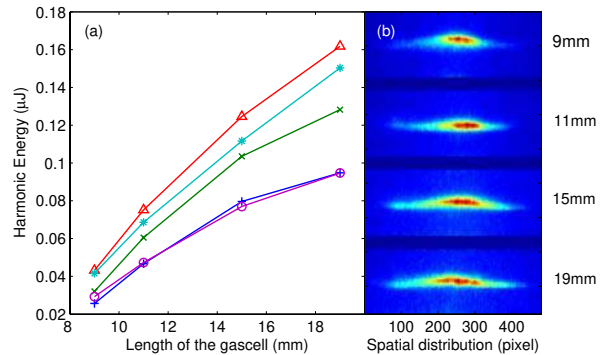 (a)
(b)
0.18
0.16
0.14
0.12
0.1
0.08
0.06
0.04
0.02
Harmonic Energy (μJ)
8
10
12
14
16
18
Length of the gascell (mm)
9mm
11mm
15mm
19mm
100
200
300
400
Spatial distribution (pixel)